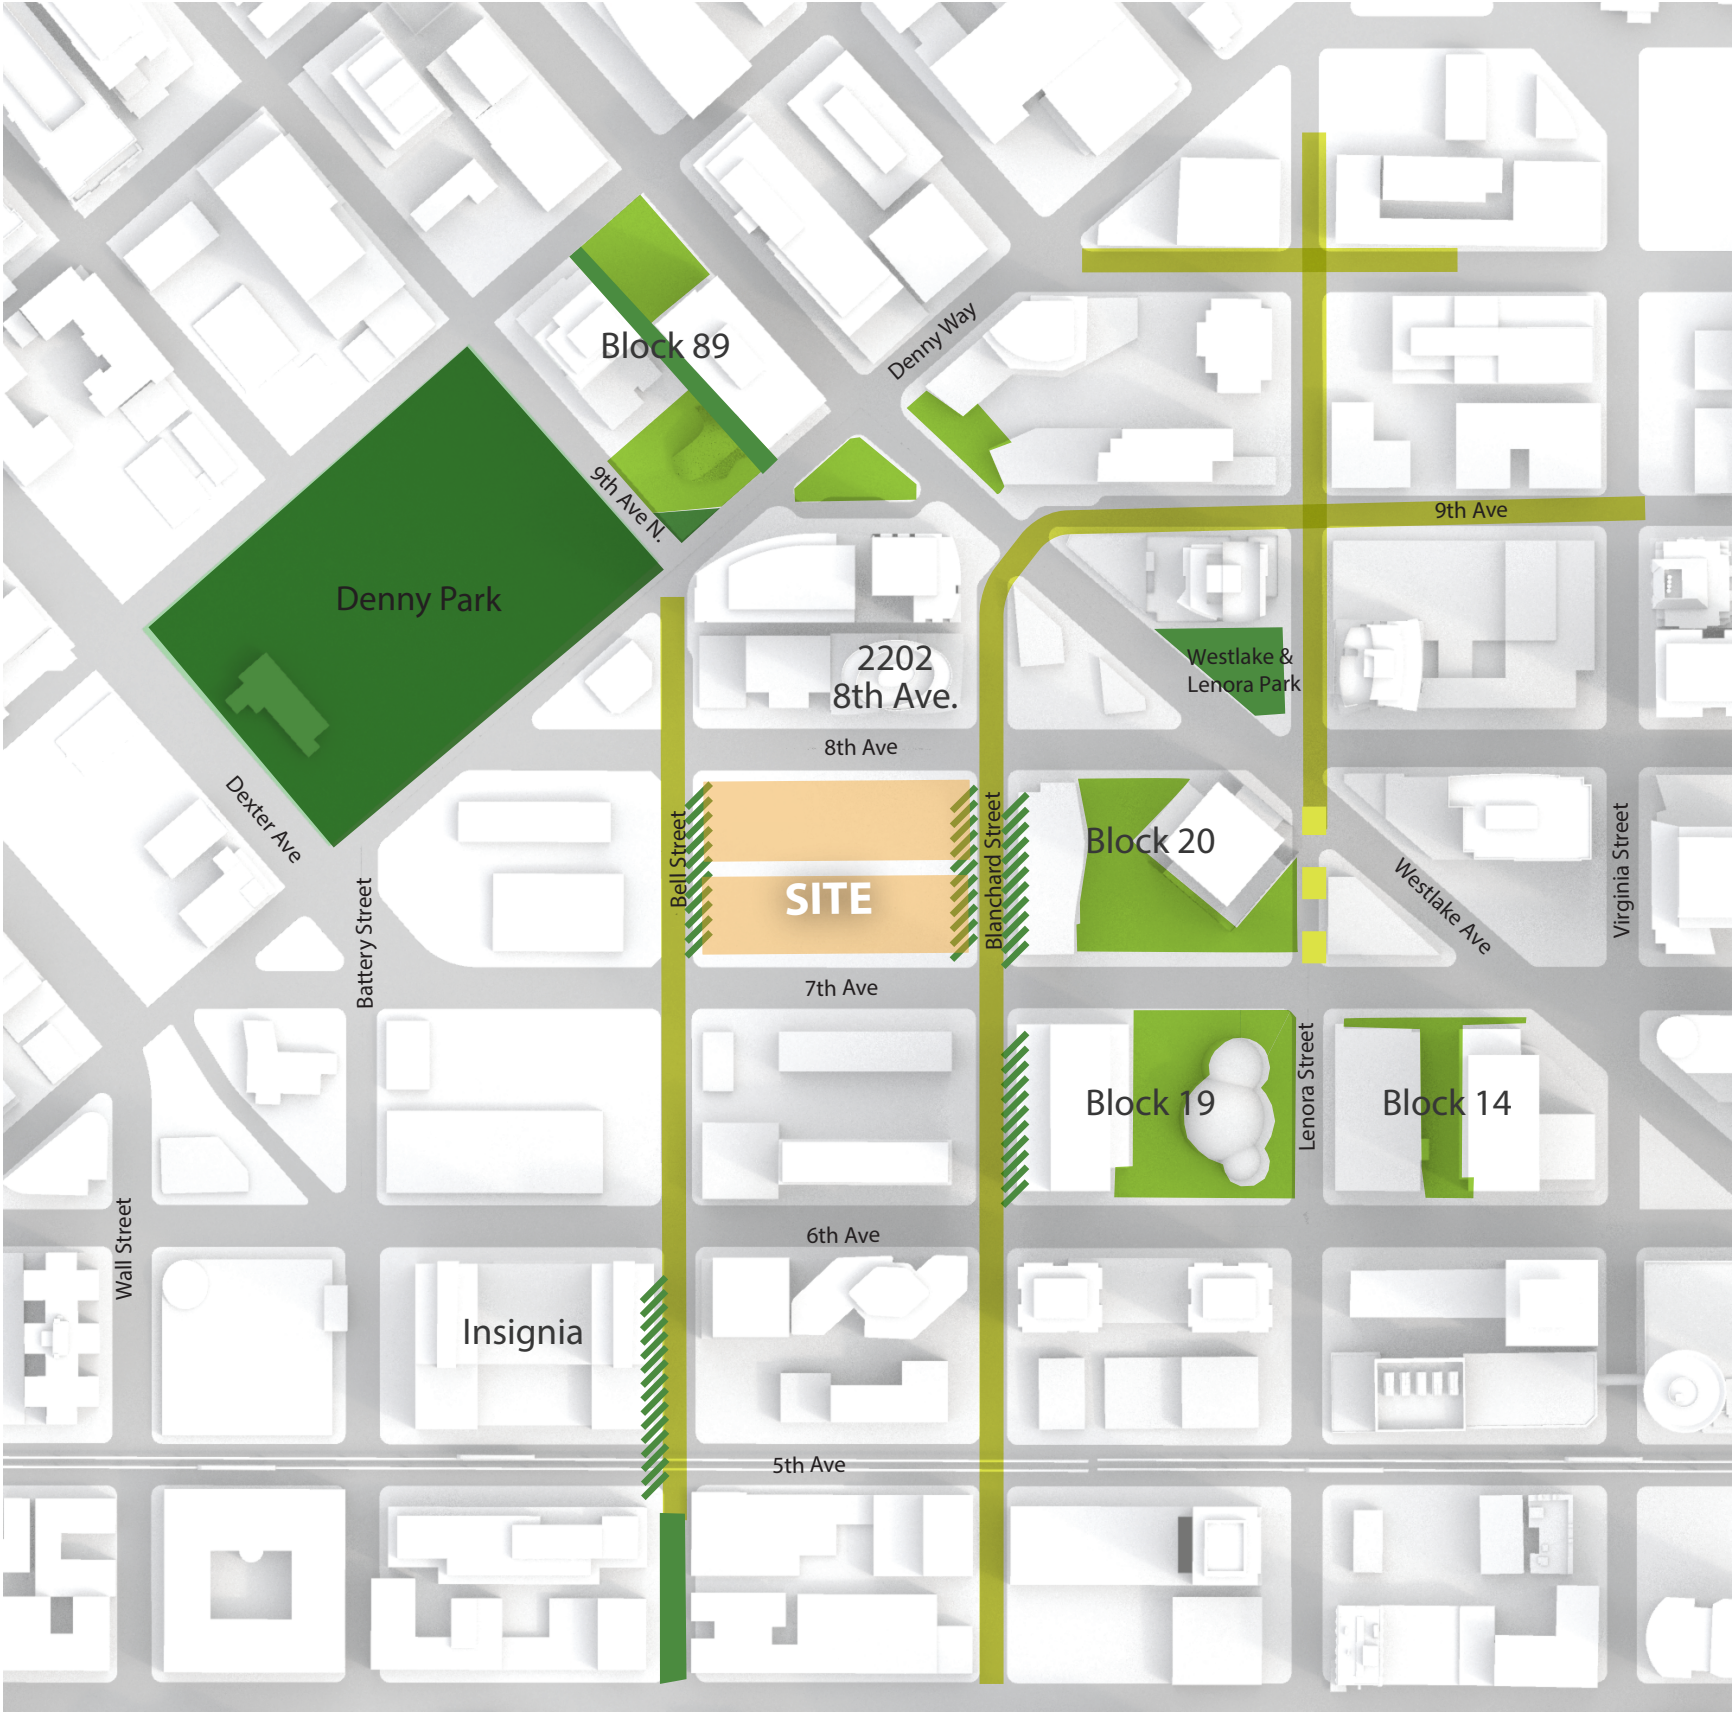 Denny Way
Block 89
9th Ave N.
9th Ave
Denny Park
2202
8th Ave.
Westlake &
Lenora Park
8th Ave
Dexter Ave
Bell Street
Blanchard Street
Block 20
Westlake Ave
Virginia Street
SITE
Battery Street
7th Ave
Block 19
Lenora Street
Block 14
Wall Street
6th Ave
Insignia
5th Ave